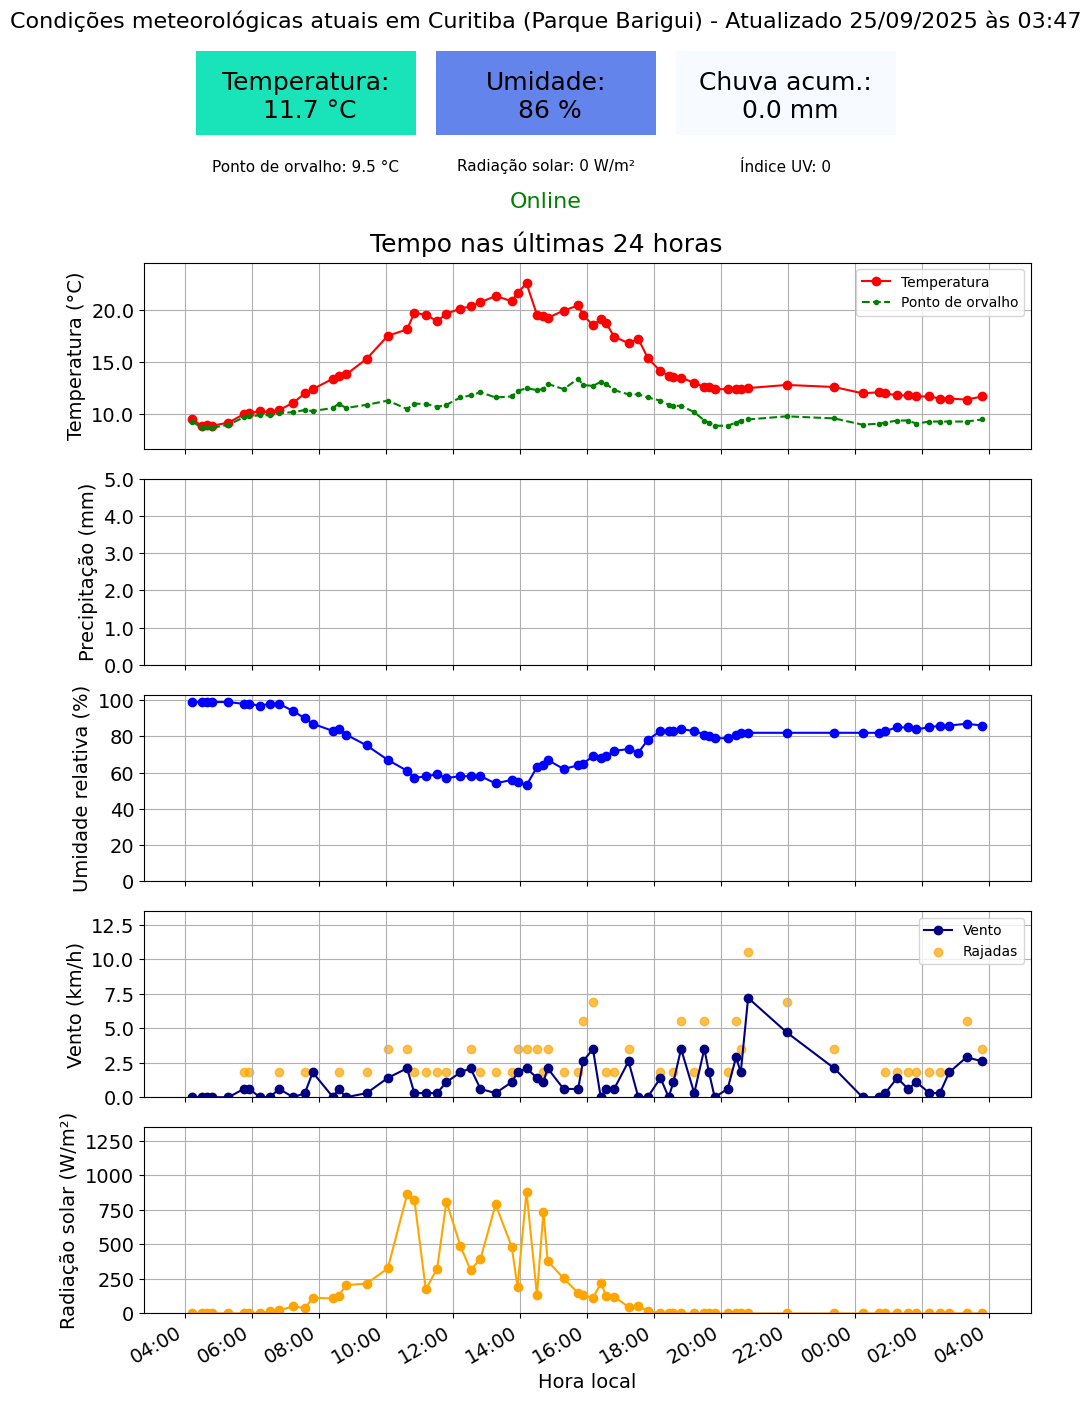 Condições meteorológicas atuais em Curitiba (Parque Barigui) - Atualizado 25/09/2025 às 03:47
Temperatura:
11.7 °C
Umidade:
86 %
Chuva acum.:
0.0 mm
Ponto de orvalho: 9.5 °C
Radiação solar: 0 W/m²
Índice UV: 0
Online
Tempo nas últimas 24 horas
Temperatura (°C)
20.0
15.0
10.0
Temperatura
Ponto de orvalho
Precipitação (mm)
5.0
4.0
3.0
2.0
1.0
0.0
Umidade relativa (%)
100
80
60
40
20
0
Vento (km/h)
12.5
10.0
7.5
5.0
2.5
0.0
Vento
Rajadas
Radiação solar (W/m²)
1250
1000
750
500
250
0
04:00
06:00
08:00
10:00
12:00
14:00
16:00
18:00
20:00
22:00
00:00
02:00
04:00
Hora local